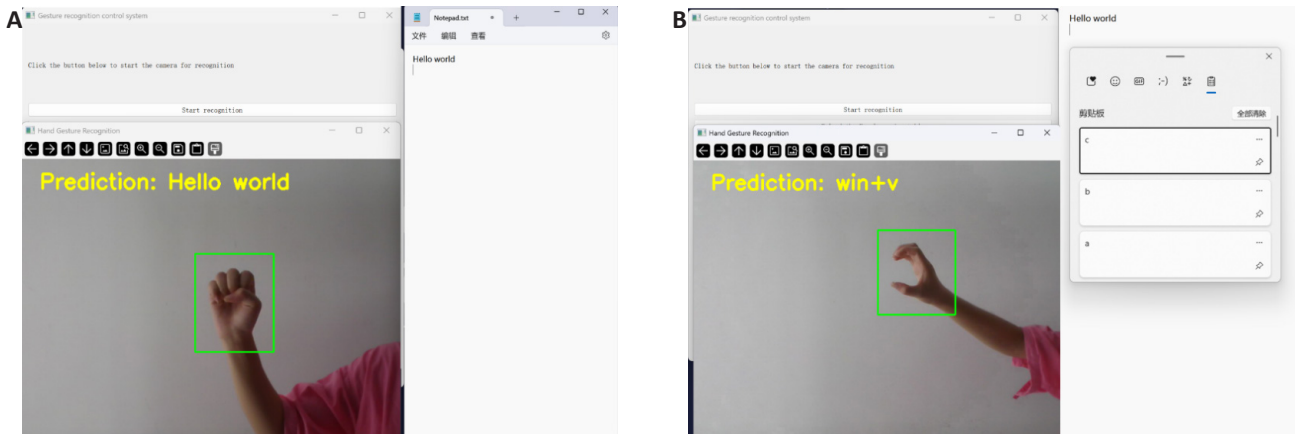 A
Gesture recognition control system
Click the button below to start the camera for recognition
Start recognition
Hand Gesture Recognition
Prediction: Hello world
Notepad.txt
文件 编辑 查看
Hello world
B
Gesture recognition control system
Click the button below to start the camera for recognition
Start recognition
Hand Gesture Recognition
Prediction: win+v
Hello world
GIF
;-)
剪贴板 全部清除
c
b
a